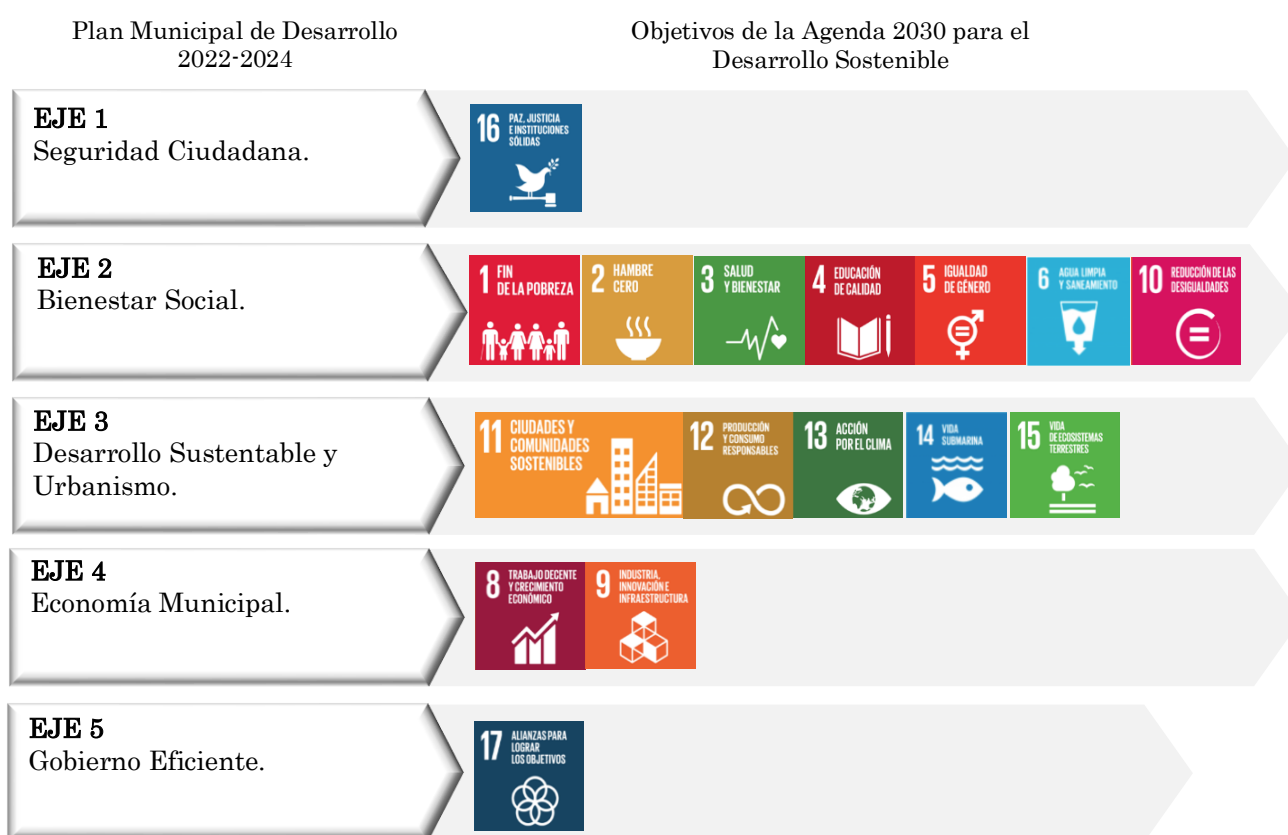 Plan Municipal de Desarrollo
2022-2024
Objetivos de la Agenda 2030 para el
Desarrollo Sostenible
EJE 1
Seguridad Ciudadana.
16 PAZ, JUSTICIA
E INSTITUCIONES
SÓLIDAS
EJE 2
Bienestar Social.
1 FIN
DE LA POBREZA
2 HAMBRE
CERO
3 SALUD
Y BIENESTAR
4 EDUCACIÓN
DE CALIDAD
5 IGUALDAD
DE GÉNERO
6 AGUA LIMPIA
Y SANEAMIENTO
10 REDUCCIÓN DE LAS
DESIGUALDADES
EJE 3
Desarrollo Sustentable y
Urbanismo.
11 CIUDADES Y
COMUNIDADES
SOSTENIBLES
12 PRODUCCIÓN
Y CONSUMO
RESPONSABLES
13 ACCIÓN
POR EL CLIMA
14 VIDA
SUBMARINA
15 VIDA
DE ECOSISTEMAS
TERRESTRES
EJE 4
Economía Municipal.
8 TRABAJO DECENTE
Y CRECIMIENTO
ECONÓMICO
9 INDUSTRIA,
INNOVACIÓN E
INFRAESTRUCTURA
EJE 5
Gobierno Eficiente.
17 ALIANZAS PARA
LOGRAR
LOS OBJETIVOS